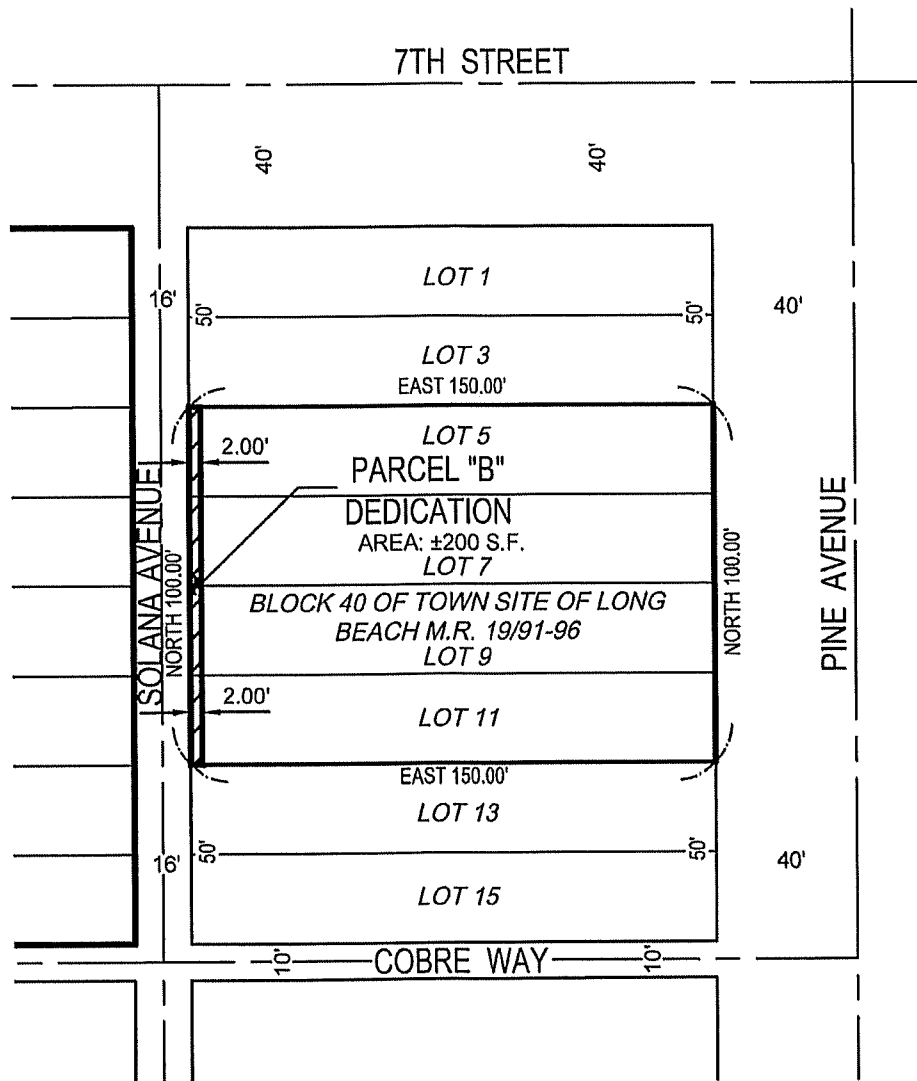 7TH STREET
40'
40'
LOT 1
16'
50'
50'
40'
LOT 3
EAST 150.00'
LOT 5
2.00'
PARCEL "B"
DEDICATION
AREA: ±200 S.F.
LOT 7
SOLANA AVENUE
NORTH 100.00'
BLOCK 40 OF TOWN SITE OF LONG
BEACH M.R. 19/91-96
NORTH 100.00'
PINE AVENUE
LOT 9
2.00'
LOT 11
EAST 150.00'
LOT 13
16'
50'
50'
40'
LOT 15
10'
COBRE WAY
10'